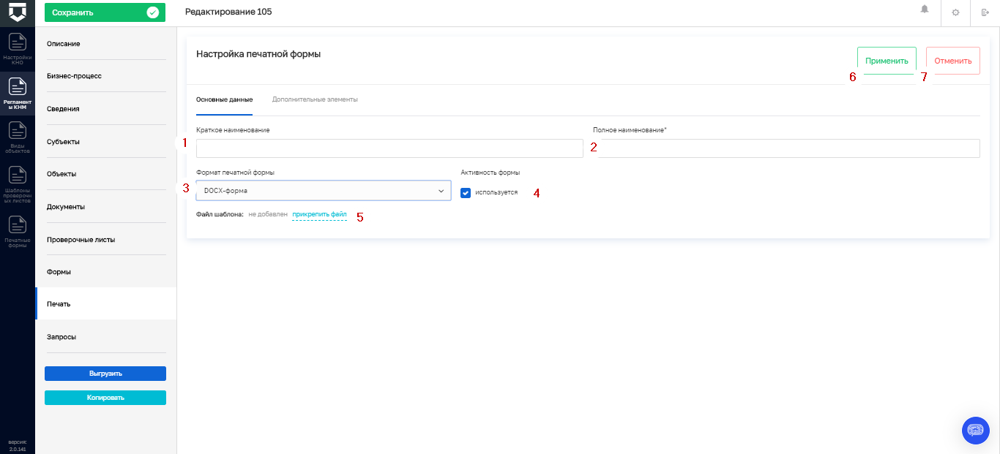 Сохранить
Редактирование 105
Настройки
КНО
Регламент
ы КНМ
Виды
объектов
Шаблоны
проверочн
ых листов
Печатные
формы
версия:
2.0.141
Описание
Бизнес-процесс
Сведения
Субъекты
Объекты
Документы
Проверочные листы
Формы
Печать
Запросы
Выгрузить
Копировать
Настройка печатной формы
Применить
Отменить
6
7
Основные данные
Дополнительные элементы
Краткое наименование
Полное наименование*
1
2
Формат печатной формы
Активность формы
3
DOCX-форма
используется
4
Файл шаблона: не добавлен прикрепить файл
5